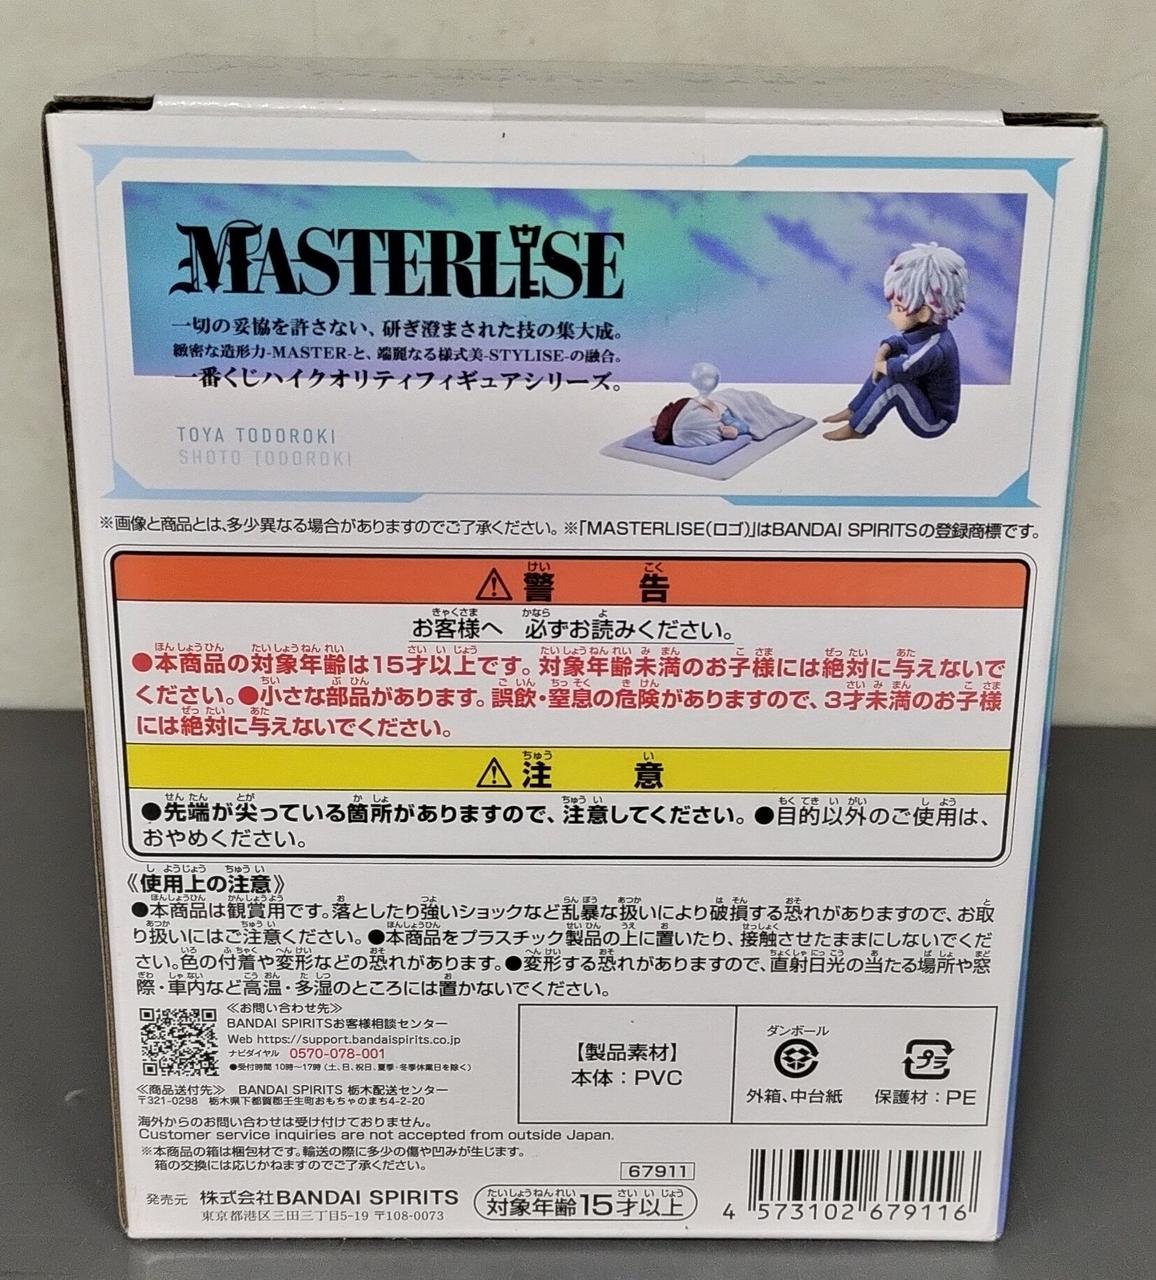 MASTERLISE
一切の妥協を許さない、研ぎ澄まされた技の集大成。
緻密な造形力-MASTER-と、端麗なる様式美-STYLISE-の融合。
一番くじハイクオリティフィギュアシリーズ。
TOYA TODOROKI
SHOTO TODOROKI
※画像と商品とは、多少異なる場合がありますのでご了承ください。※「MASTERLISE(ロゴ)」はBANDAI SPIRITSの登録商標です。
警告
お客様へ 必ずお読みください。
●本商品の対象年齢は15才以上です。対象年齢未満のお子様には絶対に与えないで
ください。●小さな部品があります。誤飲・窒息の危険がありますので、3才未満のお子様
には絶対に与えないでください。
注意
●先端が尖っている箇所がありますので、注意してください。●目的以外のご使用は、
おやめください。
《使用上の注意》
●本商品は観賞用です。落としたり強いショックなど乱暴な扱いにより破損する恐れがありますので、お取
り扱いにはご注意ください。●本商品をプラスチック製品の上に置いたり、接触させたままにしないでくだ
さい。色の付着や変形などの恐れがあります。●変形する恐れがありますので、直射日光の当たる場所や窓
際・車内など高温・多湿のところには置かないでください。
≪お問い合わせ先≫
BANDAI SPIRITSお客様相談センター
Web https://support.bandaispirits.co.jp
ナビダイヤル 0570-078-001
●受付時間 10時〜17時(土、日、祝日、夏季・冬季休業日を除く)
≪商品送付先≫ BANDAI SPIRITS 栃木配送センター
〒321-0298 栃木県下都賀郡壬生町おもちゃのまち4-2-20
海外からのお問い合わせは受け付けておりません。
Customer service inquiries are not accepted from outside Japan.
※本商品の箱は梱包材です。輸送の際に多少の傷や凹みが生じます。
箱の交換には応じかねますのでご了承ください。
【製品素材】
本体：PVC
ダンボール
外箱、中台紙
プラ
保護材：PE
67911
発売元 株式会社BANDAI SPIRITS
東京都港区三田三丁目5-19 〒108-0073
対象年齢15才以上
4 573102 679116